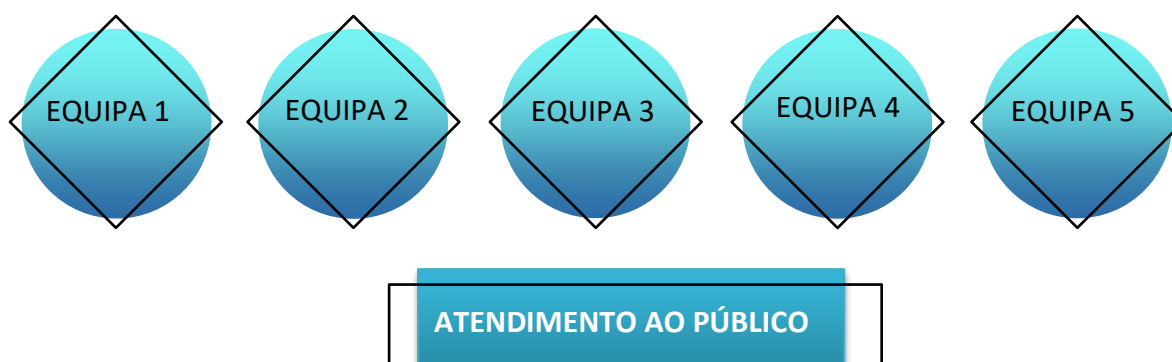 EQUIPA 1
EQUIPA 2
EQUIPA 3
EQUIPA 4
EQUIPA 5
ATENDIMENTO AO PÚBLICO